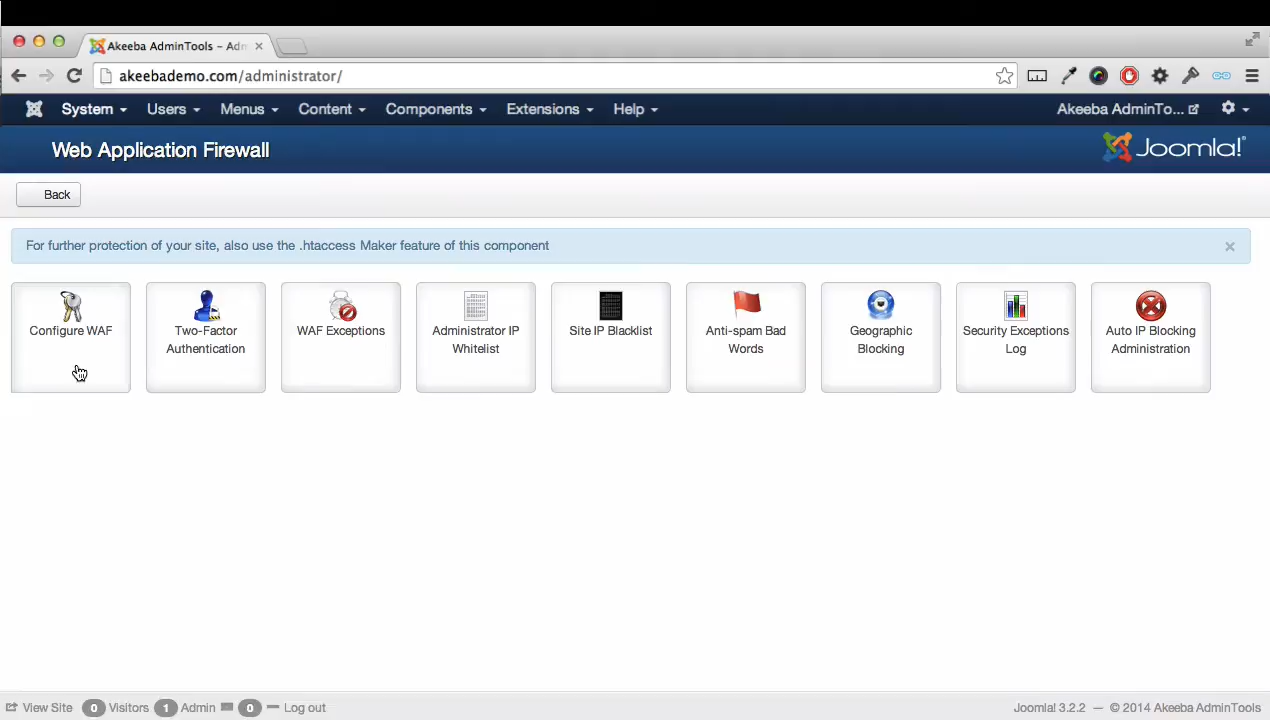 Akeeba AdminTools - Adm
akeebademo.com/administrator/
System Users Menus Content Components Extensions Help Akeeba AdminTo...
Web Application Firewall Joomla!
Back
For further protection of your site, also use the .htaccess Maker feature of this component
Configure WAF
Two-Factor
Authentication
WAF Exceptions
Administrator IP
Whitelist
Site IP Blacklist
Anti-spam Bad
Words
Geographic
Blocking
Security Exceptions
Log
Auto IP Blocking
Administration
View Site 0 Visitors 1 Admin 0 Log out Joomla! 3.2.2 — © 2014 Akeeba AdminTools